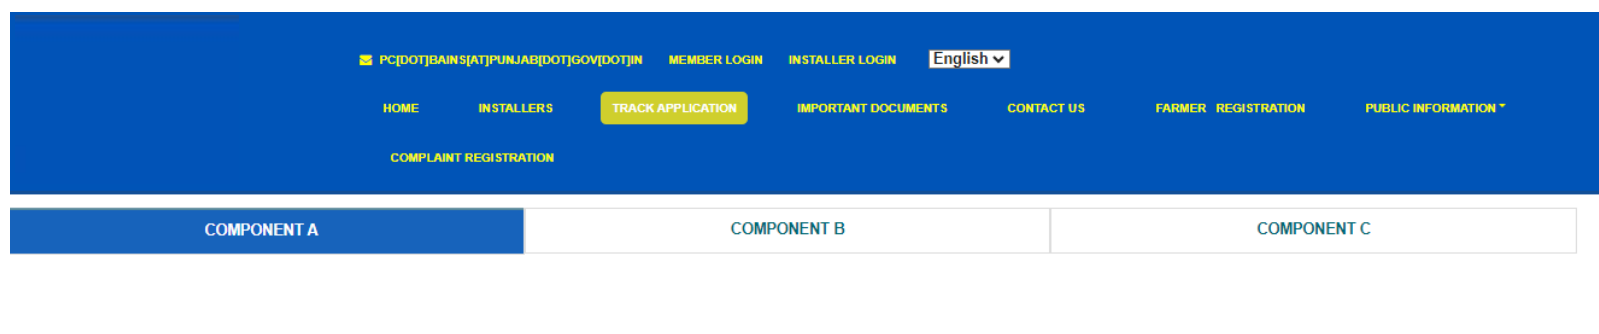 PC[DOT]BAINS[AT]PUNJAB[DOT]GOV[DOT]IN MEMBER LOGIN INSTALLER LOGIN English
HOME INSTALLERS TRACK APPLICATION IMPORTANT DOCUMENTS CONTACT US FARMER REGISTRATION PUBLIC INFORMATION
COMPLAINT REGISTRATION
COMPONENT A COMPONENT B COMPONENT C